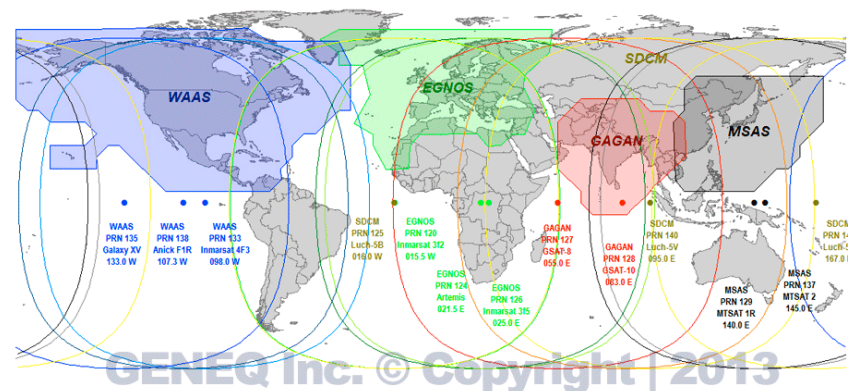 SDCM
WAAS
EGNOS
GAGAN
MSAS
WAAS
PRN 135
Galaxy XV
133.0 W
WAAS
PRN 138
Anick F1R
107.3 W
WAAS
PRN 133
Inmarsat 4F3
098.0 W
SDCM
PRN 125
Luch-5B
016.0 W
EGNOS
PRN 120
Inmarsat 3f2
015.5 W
EGNOS
PRN 124
Artemis
021.5 E
EGNOS
PRN 126
Inmarsat 3f5
025.0 E
GAGAN
PRN 127
GSAT-8
055.0 E
GAGAN
PRN 128
GSAT-10
083.0 E
SDCM
PRN 140
Luch-5V
095.0 E
MSAS
PRN 129
MTSAT 1R
140.0 E
MSAS
PRN 137
MTSAT 2
145.0 E
SDCM
PRN
Luch-5
167.0
GENEQ Inc. © Copyright | 2013